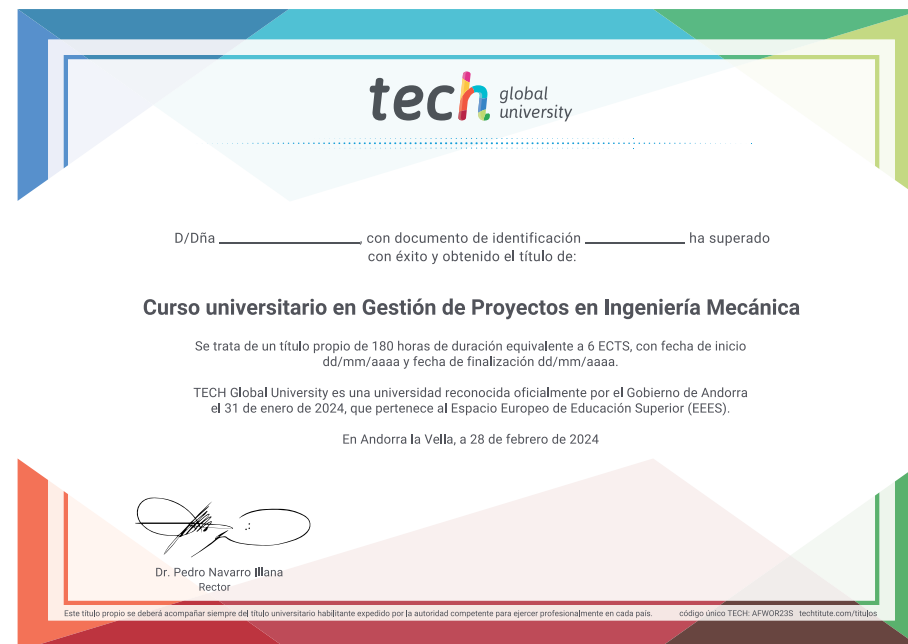 tech global university
D/Dña ________________, con documento de identificación ____________ ha superado
con éxito y obtenido el título de:
Curso universitario en Gestión de Proyectos en Ingeniería Mecánica
Se trata de un título propio de 180 horas de duración equivalente a 6 ECTS, con fecha de inicio
dd/mm/aaaa y fecha de finalización dd/mm/aaaa.
TECH Global University es una universidad reconocida oficialmente por el Gobierno de Andorra
el 31 de enero de 2024, que pertenece al Espacio Europeo de Educación Superior (EEES).
En Andorra la Vella, a 28 de febrero de 2024
Dr. Pedro Navarro Illana
Rector
Este título propio se deberá acompañar siempre del título universitario habilitante expedido por la autoridad competente para ejercer profesionalmente en cada país. código único TECH: AFWOR23S techtitute.com/títulos